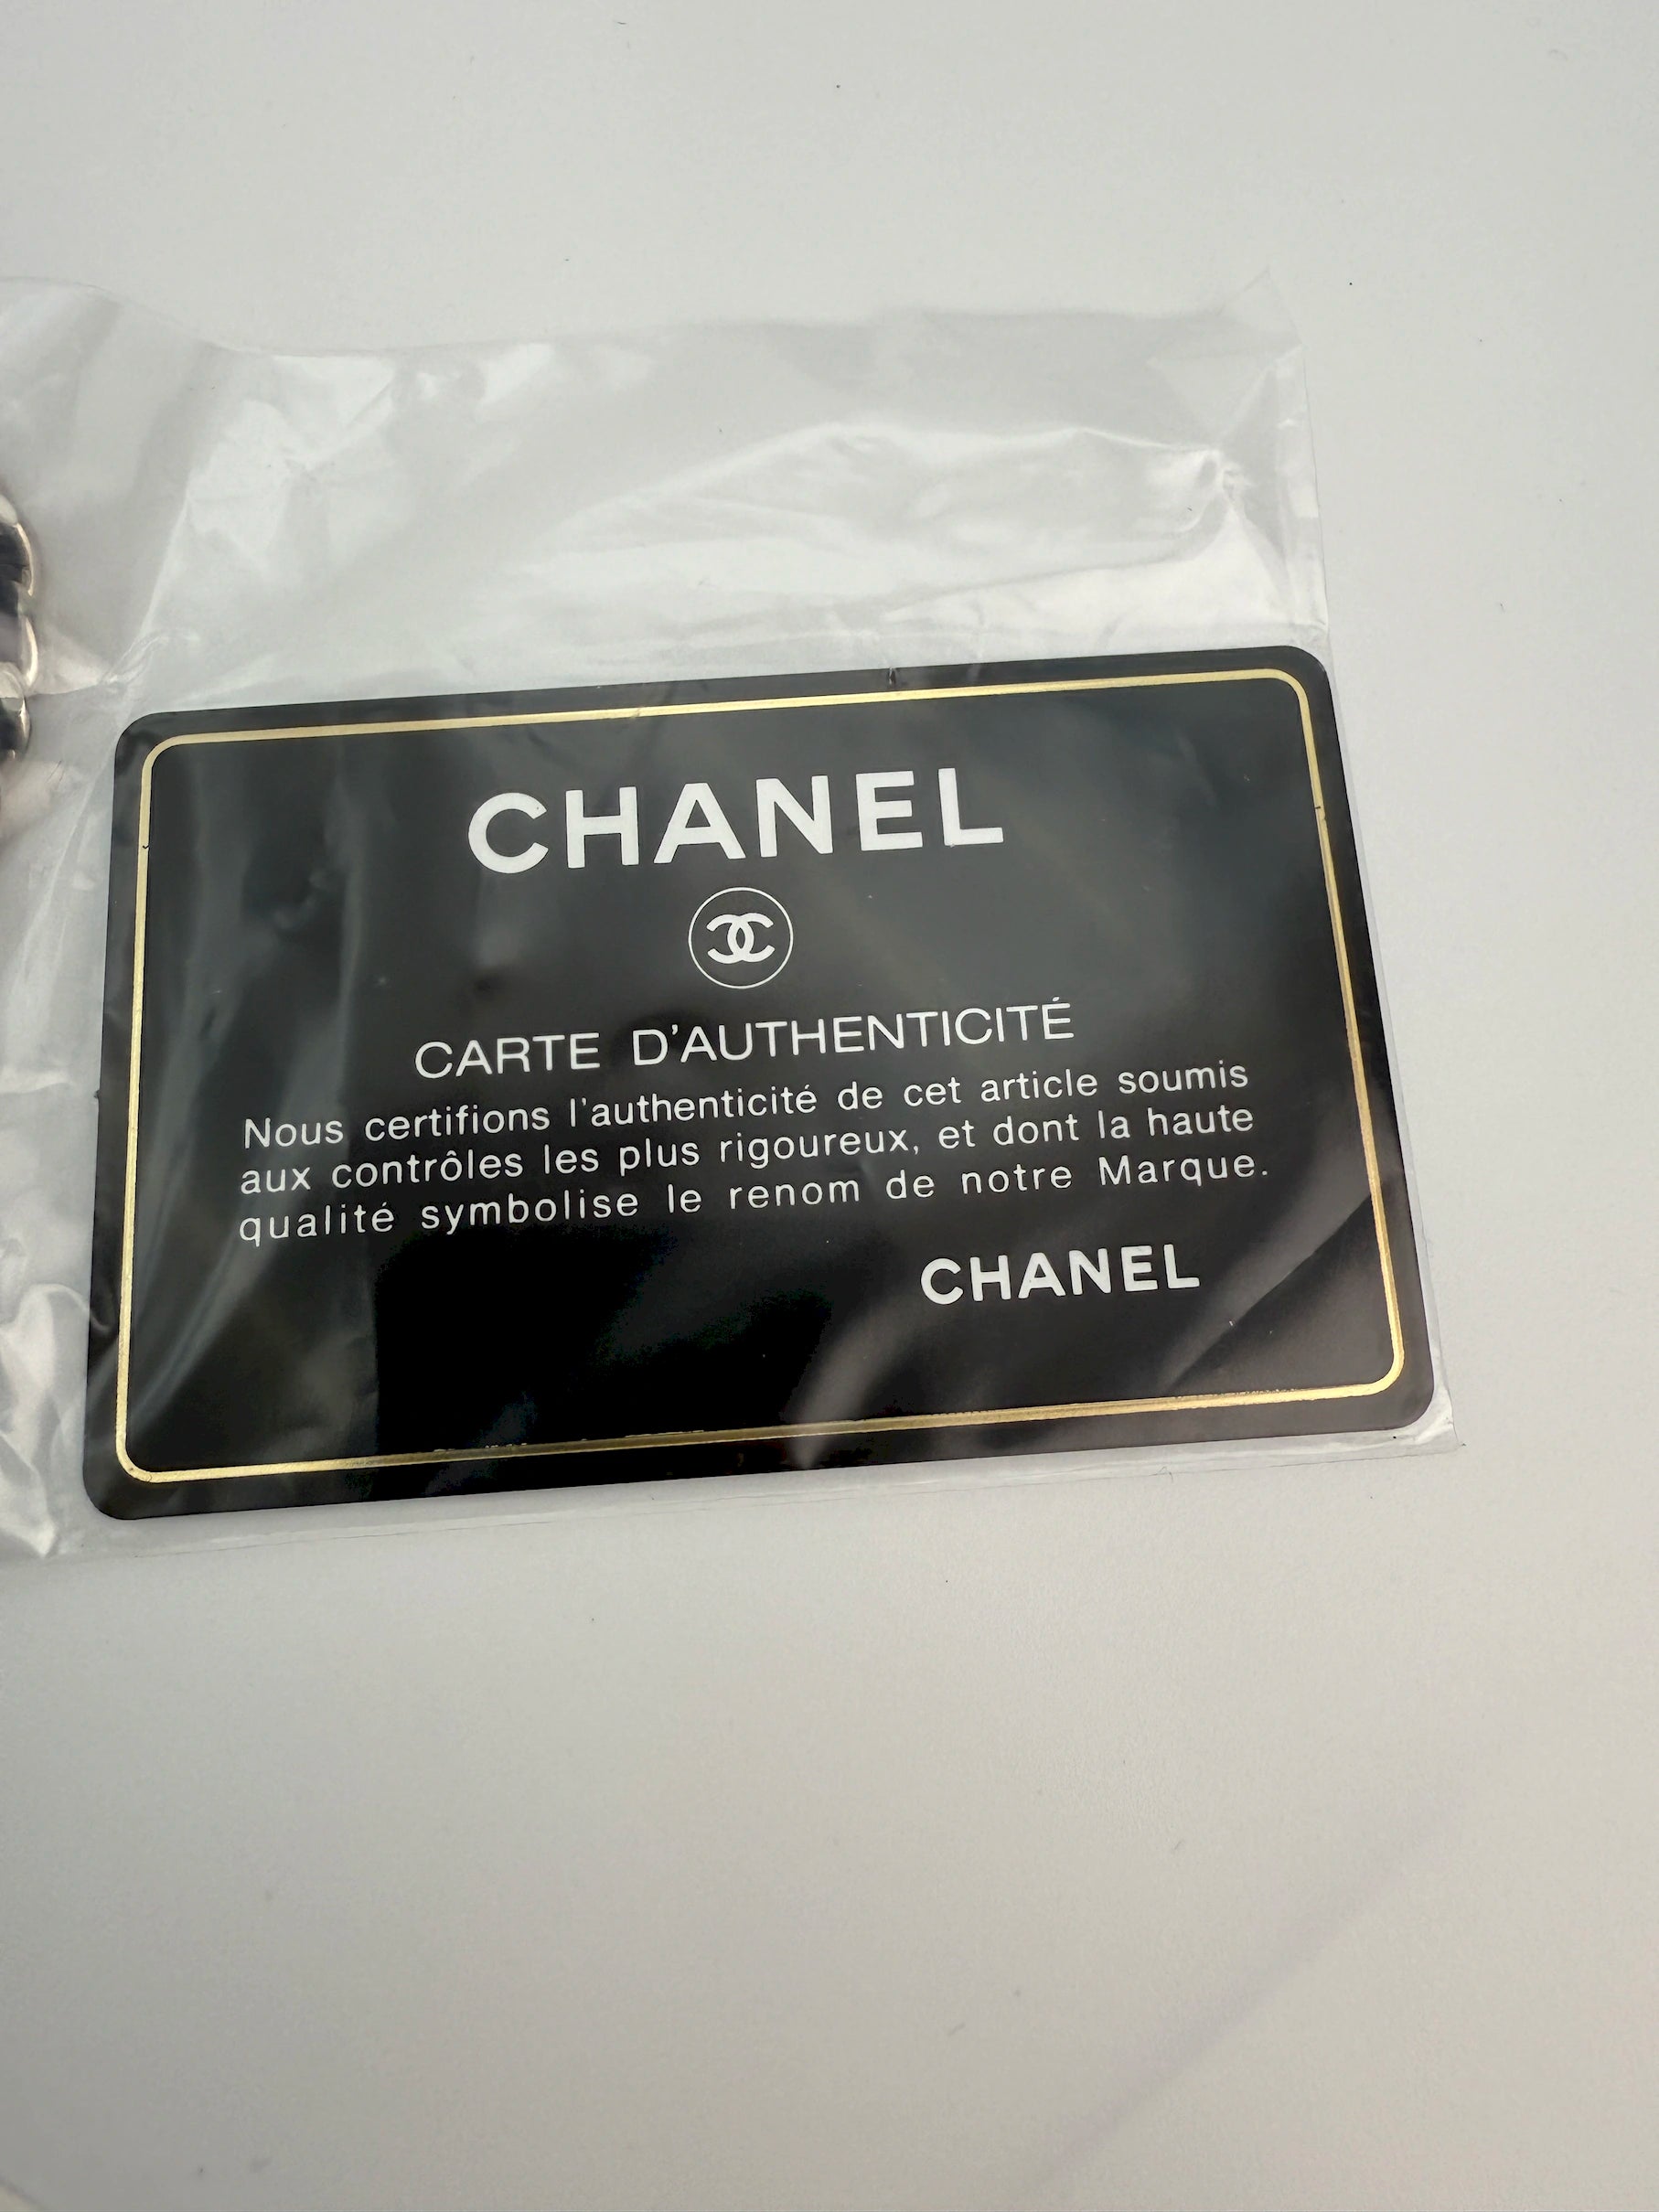 CHANEL
CARTE D'AUTHENTICITÉ
Nous certifions l'authenticité de cet article soumis
aux contrôles les plus rigoureux, et dont la haute
qualité symbolise le renom de notre Marque.
CHANEL